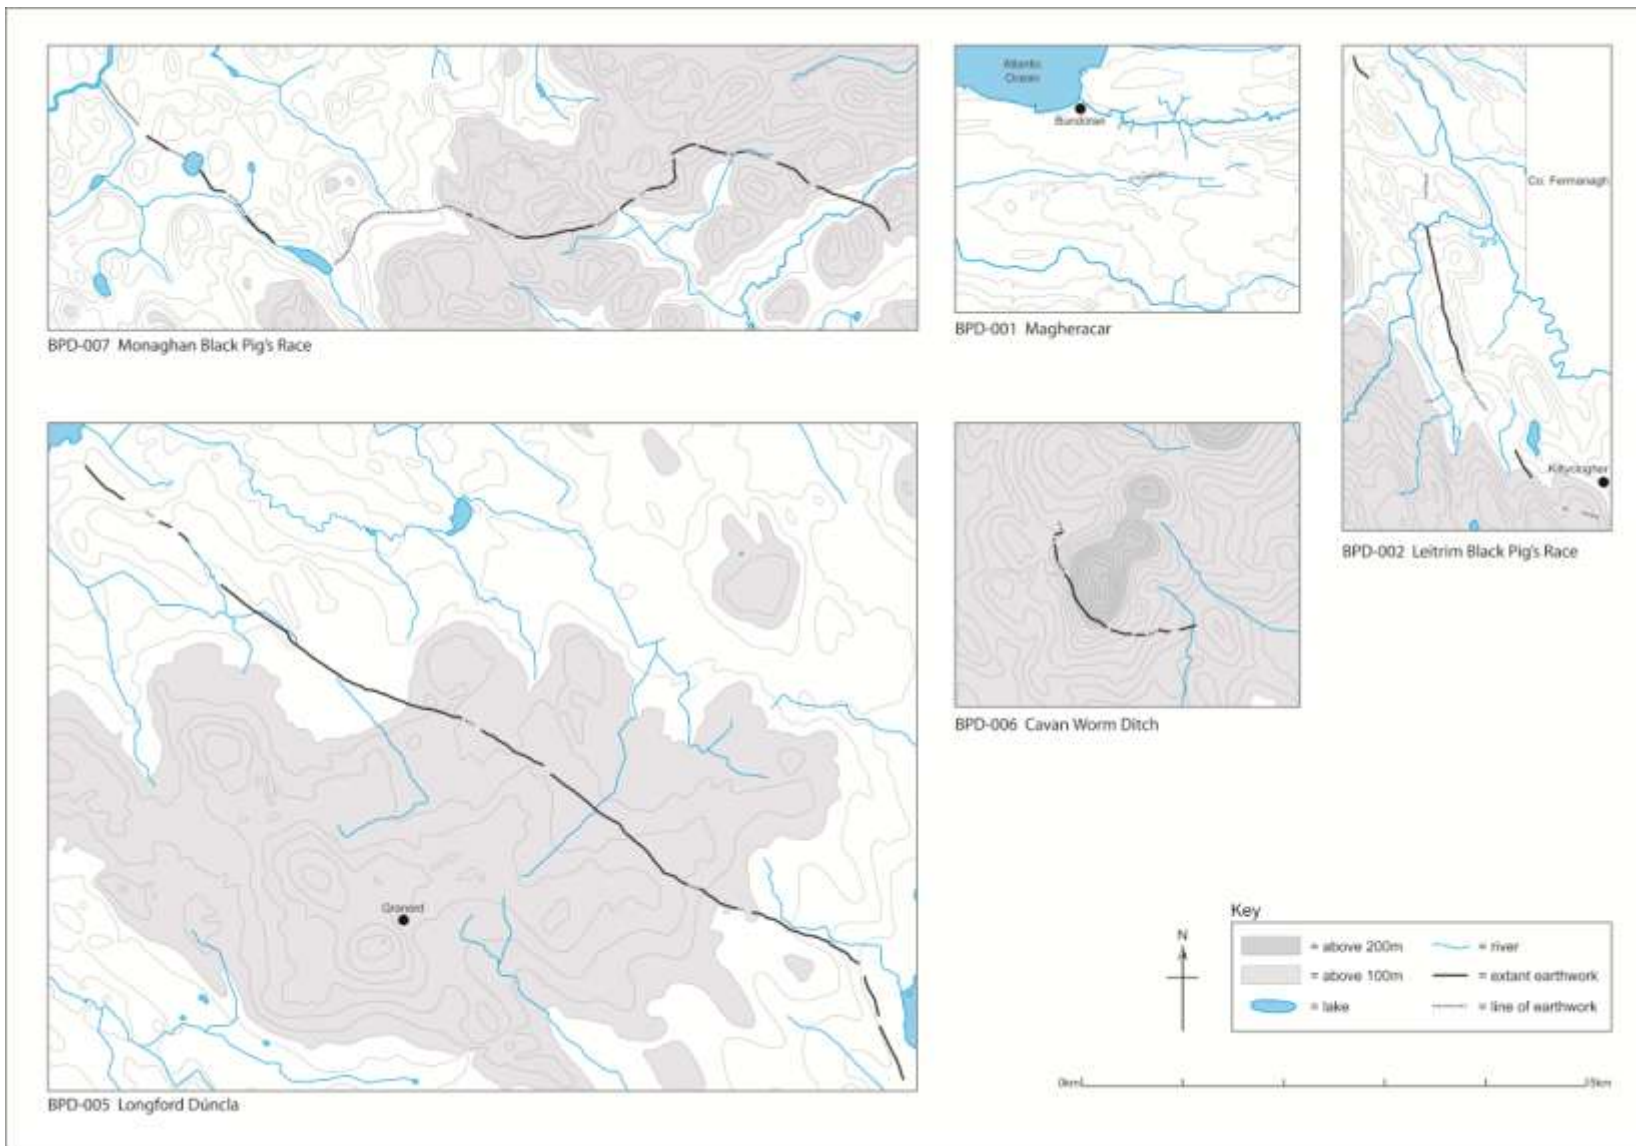 Atlantic
Ocean
Bundoran
BPD-007 Monaghan Black Pig's Race
BPD-001 Magheracar
Co. Fermanagh
Kiltyclogher
BPD-002 Leitrim Black Pig's Race
BPD-006 Cavan Worm Ditch
Granard
BPD-005 Longford Dúncla
N
Key
= above 200m
= river
= above 100m
= extant earthwork
= lake
= line of earthwork
0km
5km